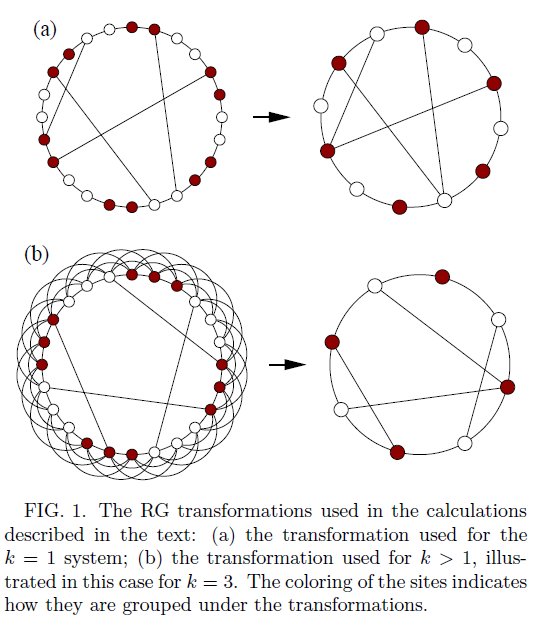 (a)
(b)
FIG. 1. The RG transformations used in the calculations
described in the text: (a) the transformation used for the
k = 1 system; (b) the transformation used for k > 1, illus-
trated in this case for k = 3. The coloring of the sites indicates
how they are grouped under the transformations.